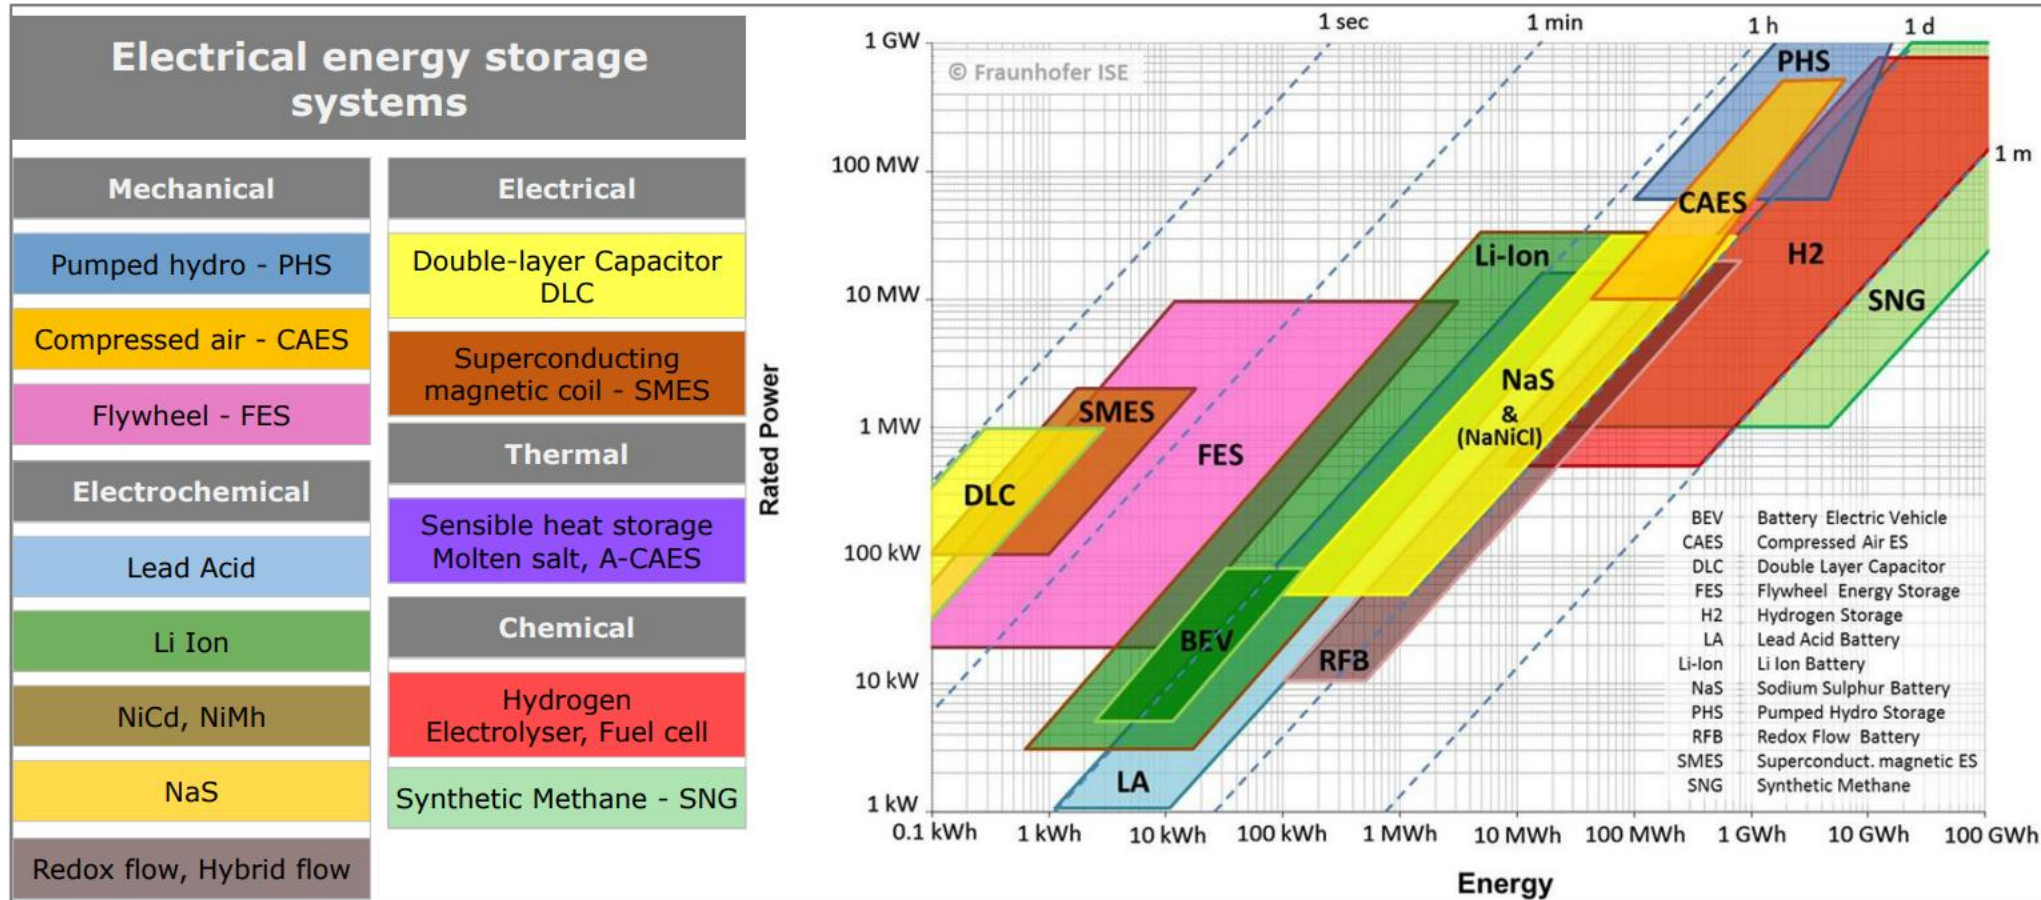 Electrical energy storage
systems
Mechanical
Pumped hydro - PHS
Compressed air - CAES
Flywheel - FES
Electrochemical
Lead Acid
Li Ion
NiCd, NiMh
NaS
Redox flow, Hybrid flow
Electrical
Double-layer Capacitor
DLC
Superconducting
magnetic coil - SMES
Thermal
Sensible heat storage
Molten salt, A-CAES
Chemical
Hydrogen
Electrolyser, Fuel cell
Synthetic Methane - SNG
1 sec
1 min
1 h
1 d
1 m
© Fraunhofer ISE
Rated Power
1 GW
100 MW
10 MW
1 MW
100 kW
10 kW
1 kW
PHS
CAES
Li-Ion
H2
SNG
NaS
&
(NaNiCl)
SMES
FES
DLC
BEV
RFB
LA
BEV Battery Electric Vehicle
CAES Compressed Air ES
DLC Double Layer Capacitor
FES Flywheel Energy Storage
H2 Hydrogen Storage
LA Lead Acid Battery
Li-Ion Li Ion Battery
NaS Sodium Sulphur Battery
PHS Pumped Hydro Storage
RFB Redox Flow Battery
SMES Superconduct. magnetic ES
SNG Synthetic Methane
0.1 kWh 1 kWh 10 kWh 100 kWh 1 MWh 10 MWh 100 MWh 1 GWh 10 GWh 100 GWh
Energy